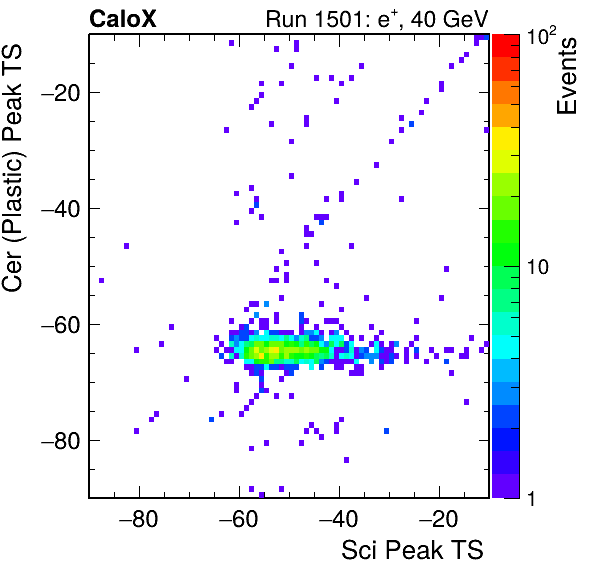 CaloX Run 1501: e⁺, 40 GeV
Cer (Plastic) Peak TS
−20
−40
−60
−80
−80 −60 −40 −20
Sci Peak TS
10²
10
1
Events